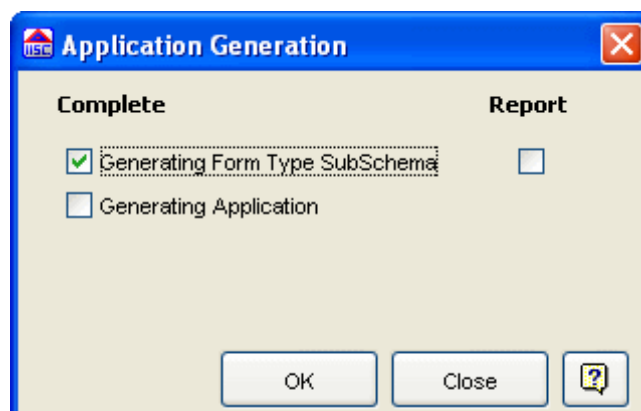 Application Generation
Complete Report
Generating Form Type SubSchema
Generating Application
OK Close ?